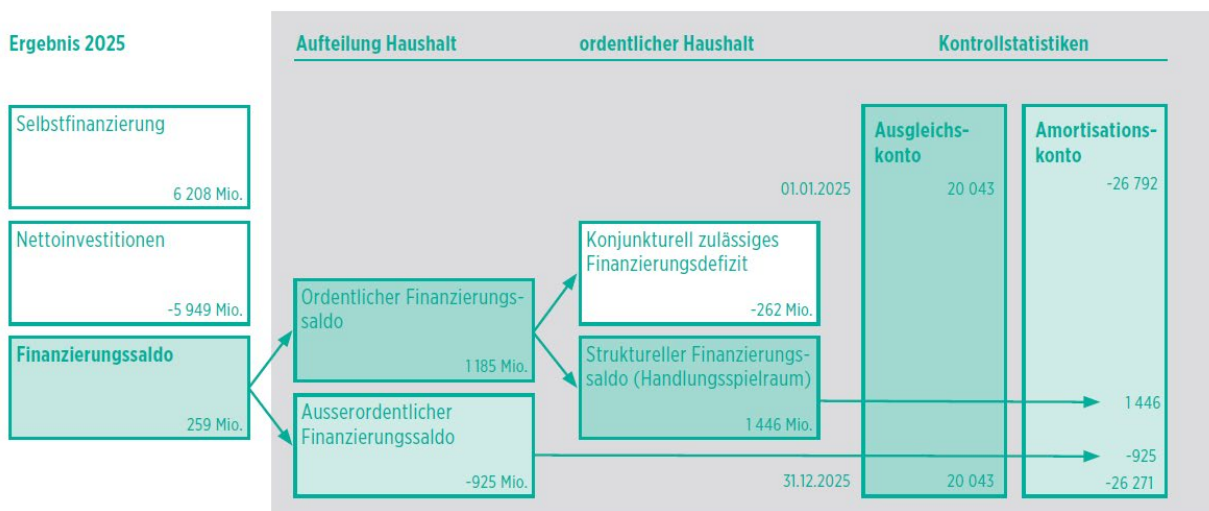 Ergebnis 2025
Aufteilung Haushalt
ordentlicher Haushalt
Kontrollstatistiken
Selbstfinanzierung
6 208 Mio.
Nettoinvestitionen
-5 949 Mio.
Finanzierungssaldo
259 Mio.
Ordentlicher Finanzierungs-
saldo
1 185 Mio.
Ausserordentlicher
Finanzierungssaldo
-925 Mio.
Konjunkturell zulässiges
Finanzierungsdefizit
-262 Mio.
Struktureller Finanzierungs-
saldo (Handlungsspielraum)
1 446 Mio.
Ausgleichs-
konto
01.01.2025
20 043
31.12.2025
20 043
Amortisations-
konto
-26 792
1 446
-925
-26 271